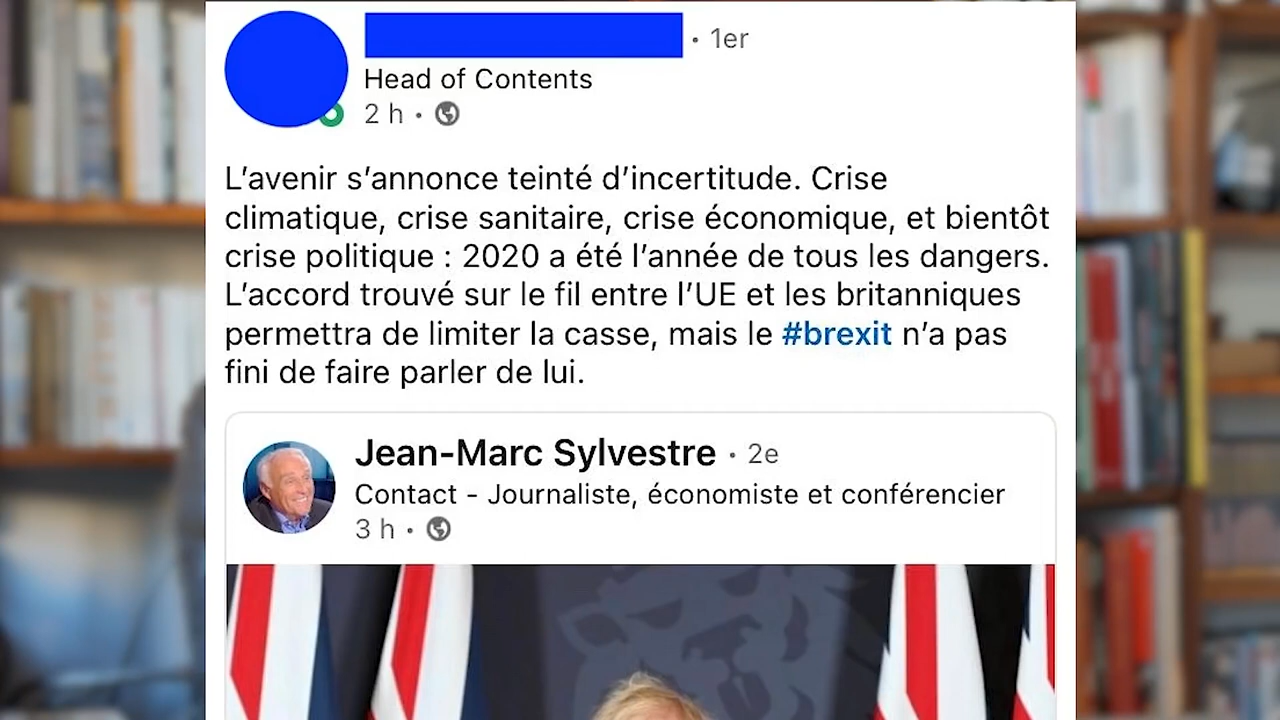 • 1er
Head of Contents
2 h •
L’avenir s’annonce teinté d’incertitude. Crise
climatique, crise sanitaire, crise économique, et bientôt
crise politique : 2020 a été l’année de tous les dangers.
L’accord trouvé sur le fil entre l’UE et les britanniques
permettra de limiter la casse, mais le #brexit n’a pas
fini de faire parler de lui.
Jean-Marc Sylvestre • 2e
Contact - Journaliste, économiste et conférencier
3 h •